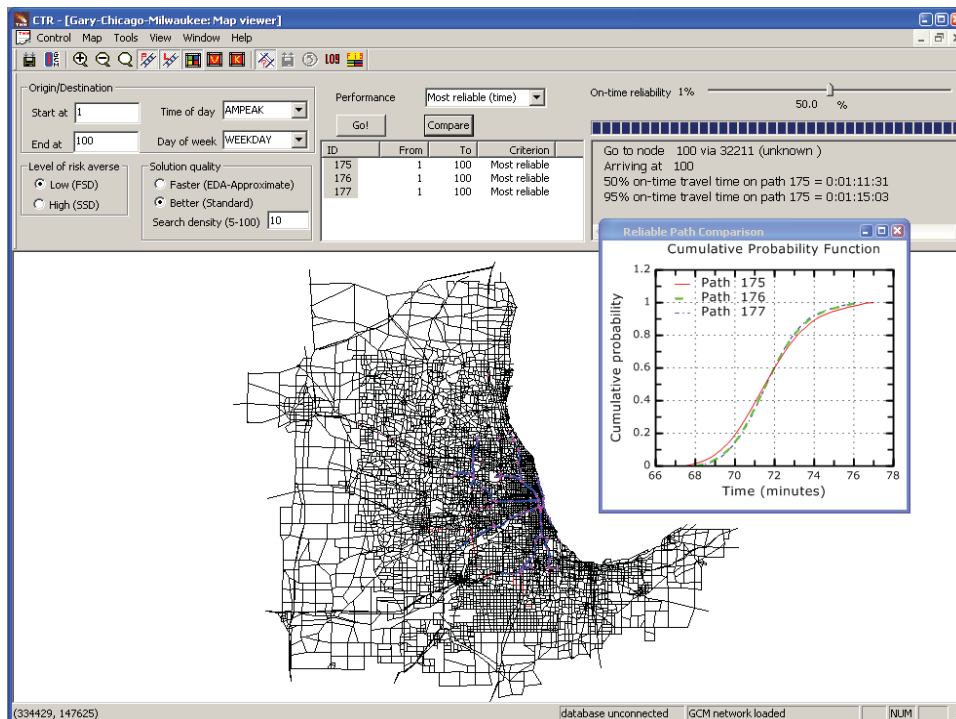 CTR - [Gary-Chicago-Milwaukee: Map viewer]
Control Map Tools View Window Help
LOG
Origin/Destination
Start at 1
Time of day AMPEAK
End at 100
Day of week WEEKDAY
Level of risk averse
Low (FSD)
High (SSD)
Solution quality
Faster (EDA-Approximate)
Better (Standard)
Search density (5-100) 10
Performance Most reliable (time)
Go! Compare
ID From To Criterion
175 1 100 Most reliable
176 1 100 Most reliable
177 1 100 Most reliable
On-time reliability 1%
50.0 %
Go to node 100 via 32211 (unknown )
Arriving at 100
50% on-time travel time on path 175 = 0:01:11:31
95% on-time travel time on path 175 = 0:01:15:03
Reliable Path Comparison
Cumulative Probability Function
Cumulative probability
1.2
1
0.8
0.6
0.4
0.2
0
Path 175
Path 176
Path 177
66 68 70 72 74 76 78
Time (minutes)
(334429, 147625)
database unconnected
GCM network loaded
NUM